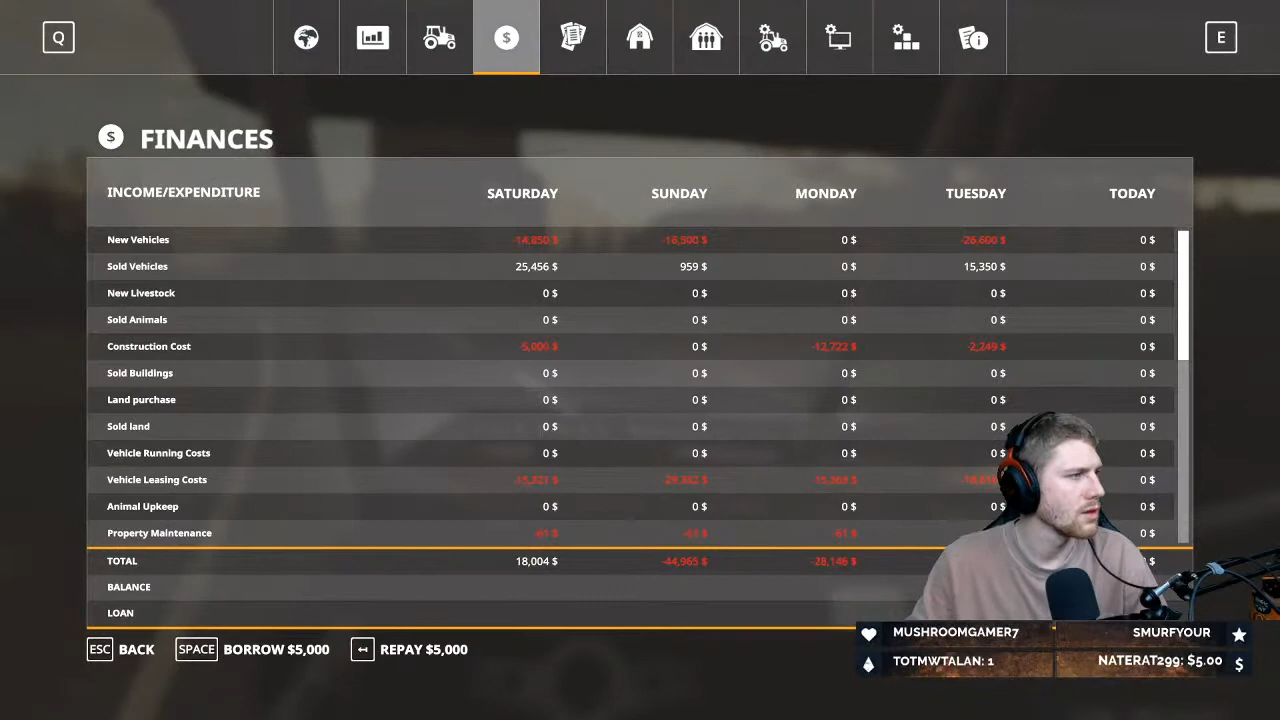 Q
$
E
$ FINANCES
INCOME/EXPENDITURE SATURDAY SUNDAY MONDAY TUESDAY TODAY
New Vehicles -14,850 $ -16,500 $ 0 $ -26,600 $ 0 $
Sold Vehicles 25,456 $ 959 $ 0 $ 15,350 $ 0 $
New Livestock 0 $ 0 $ 0 $ 0 $ 0 $
Sold Animals 0 $ 0 $ 0 $ 0 $ 0 $
Construction Cost -5,000 $ 0 $ -12,722 $ -2,249 $ 0 $
Sold Buildings 0 $ 0 $ 0 $ 0 $ 0 $
Land purchase 0 $ 0 $ 0 $ 0 $ 0 $
Sold land 0 $ 0 $ 0 $ 0 $ 0 $
Vehicle Running Costs 0 $ 0 $ 0 $ 0 $ 0 $
Vehicle Leasing Costs 0 $
Animal Upkeep 0 $ 0 $ 0 $ 0 $ 0 $
Property Maintenance -61 $ -61 $ -61 $ 0 $
TOTAL 18,004 $ -44,965 $ -28,146 $ $
BALANCE
LOAN
ESC BACK SPACE BORROW $5,000 ↤ REPAY $5,000
MUSHROOMGAMER7 SMURFYOUR
TOTMWTALAN: 1 NATERAT299: $5.00 $